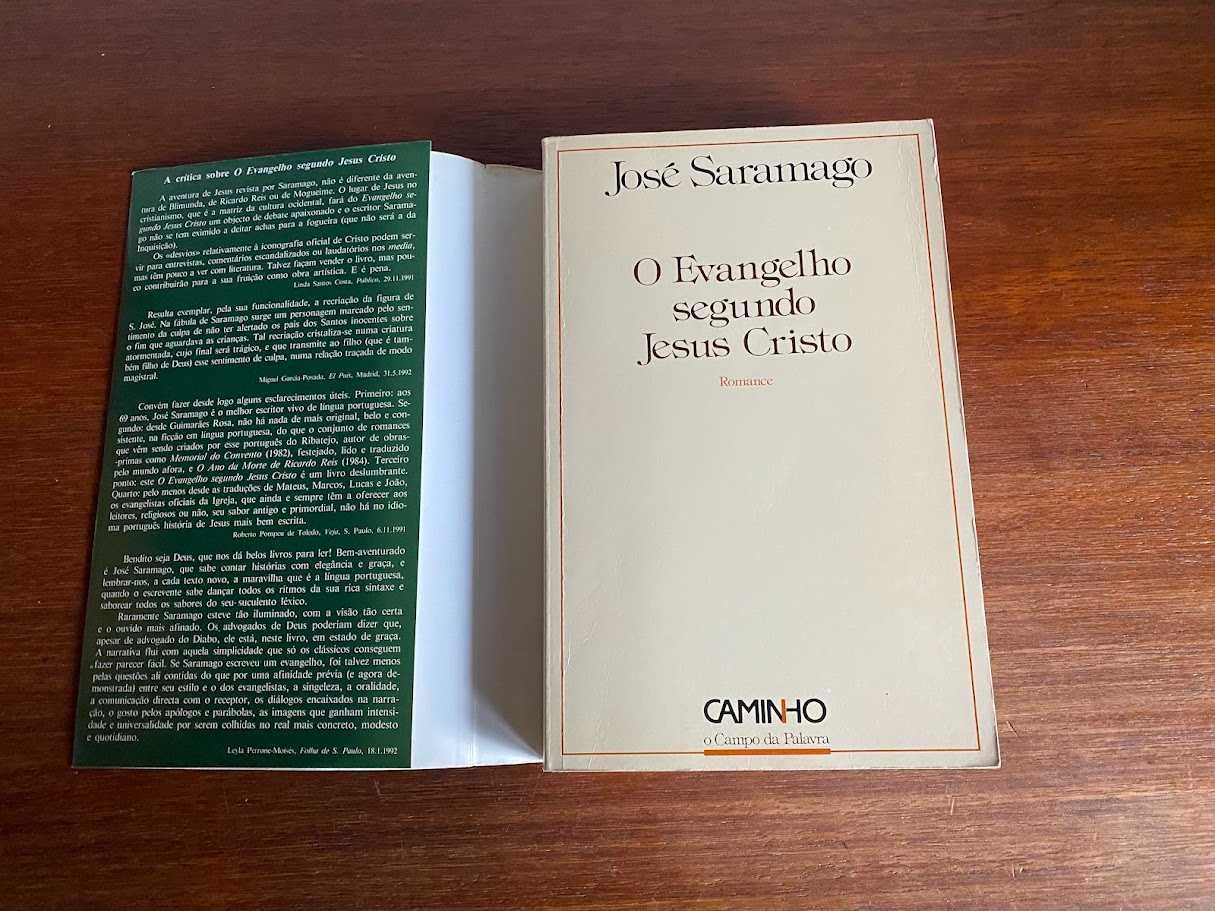 A crítica sobre O Evangelho segundo Jesus Cristo
A aventura de Jesus revista por Saramago, não é diferente da aven-
tura de Blimunda, de Ricardo Reis ou de Mogueime. O lugar de Jesus no
cristianismo, que é a matriz da cultura ocidental, fará do Evangelho se-
gundo Jesus Cristo um objecto de debate apaixonado e o escritor Sarama-
go não se tem eximido a deitar achas para a fogueira (que não será a da
Inquisição).
Os «desvios» relativamente à iconografia oficial de Cristo podem ser-
vir para entrevistas, comentários escandalizados ou laudatórios nos media,
mas têm pouco a ver com literatura. Talvez façam vender o livro, mas pou-
co contribuirão para a sua fruição como obra artística. E é pena.
Linda Santos Costa, Público, 29.11.1991
Resulta exemplar, pela sua funcionalidade, a recriação da figura de
S. José. Na fábula de Saramago surge um personagem marcado pelo sen-
timento da culpa de não ter alertado os pais dos Santos inocentes sobre
o fim que aguardava as crianças. Tal recriação cristaliza-se numa criatura
atormentada, cujo final será trágico, e que transmite ao filho (que é tam-
bém filho de Deus) esse sentimento de culpa, numa relação traçada de modo
magistral.
Miguel García-Posada, El País, Madrid, 31.5.1992
Convém fazer desde logo alguns esclarecimentos úteis. Primeiro: aos
69 anos, José Saramago é o melhor escritor vivo de língua portuguesa. Se-
gundo: desde Guimarães Rosa, não há nada de mais original, belo e con-
sistente, na ficção em língua portuguesa, do que o conjunto de romances
que vêm sendo criados por esse português do Ribatejo, autor de obras-
-primas como Memorial do Convento (1982), festejado, lido e traduzido
pelo mundo afora, e O Ano da Morte de Ricardo Reis (1984). Terceiro
ponto: este O Evangelho segundo Jesus Cristo é um livro deslumbrante.
Quarto: pelo menos desde as traduções de Mateus, Marcos, Lucas e João,
os evangelistas oficiais da Igreja, que ainda e sempre têm a oferecer aos
leitores, religiosos ou não, seu sabor antigo e primordial, não há no idio-
ma português história de Jesus mais bem escrita.
Roberto Pompeu de Toledo, Veja, S. Paulo, 6.11.1991
Bendito seja Deus, que nos dá belos livros para ler! Bem-aventurado
é José Saramago, que sabe contar histórias com elegância e graça, e
lembrar-nos, a cada texto novo, a maravilha que é a língua portuguesa,
quando o escrevente sabe dançar todos os ritmos da sua rica sintaxe e
saborear todos os sabores do seu suculento léxico.
Raramente Saramago esteve tão iluminado, com a visão tão certa
e o ouvido mais afinado. Os advogados de Deus poderiam dizer que,
apesar de advogado do Diabo, ele está, neste livro, em estado de graça.
A narrativa flui com aquela simplicidade que só os clássicos conseguem
fazer parecer fácil. Se Saramago escreveu um evangelho, foi talvez menos
pelas questões ali contidas do que por uma afinidade prévia (e agora de-
monstrada) entre seu estilo e o dos evangelistas, a singeleza, a oralidade,
a comunicação directa com o receptor, os diálogos encaixados na narra-
ção, o gosto pelos apólogos e parábolas, as imagens que ganham intensi-
dade e universalidade por serem colhidas no real mais concreto, modesto
e quotidiano.
Leyla Perrone-Moisés, Folha de S. Paulo, 18.1.1992
José Saramago
O Evangelho
segundo
Jesus Cristo
Romance
CAMINHO
o Campo da Palavra